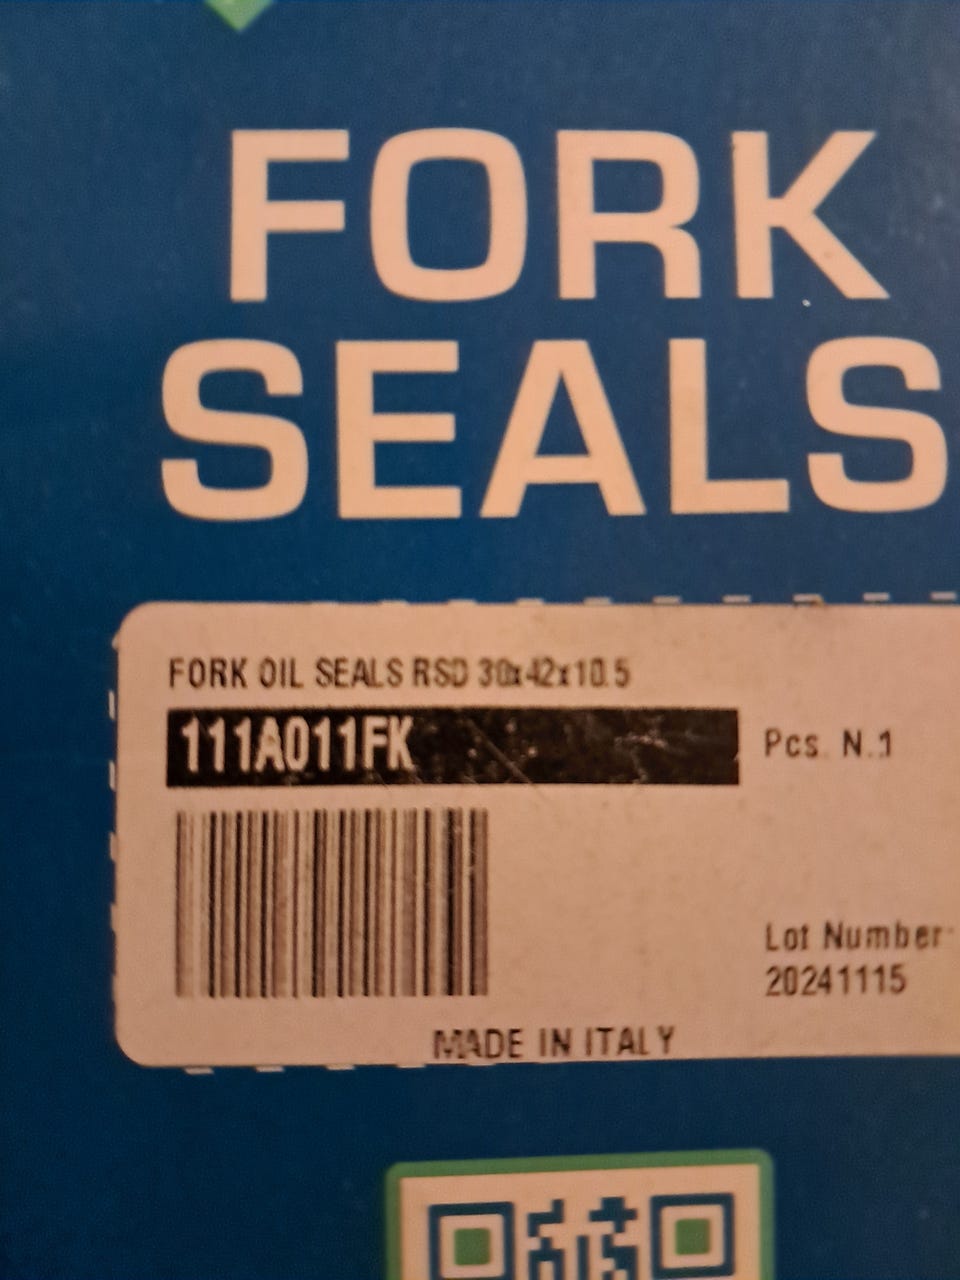 FORK
SEALS
FORK OIL SEALS RSD 30x42x10.5
111A011FK
Pcs. N.1
Lot Number:
20241115
MADE IN ITALY